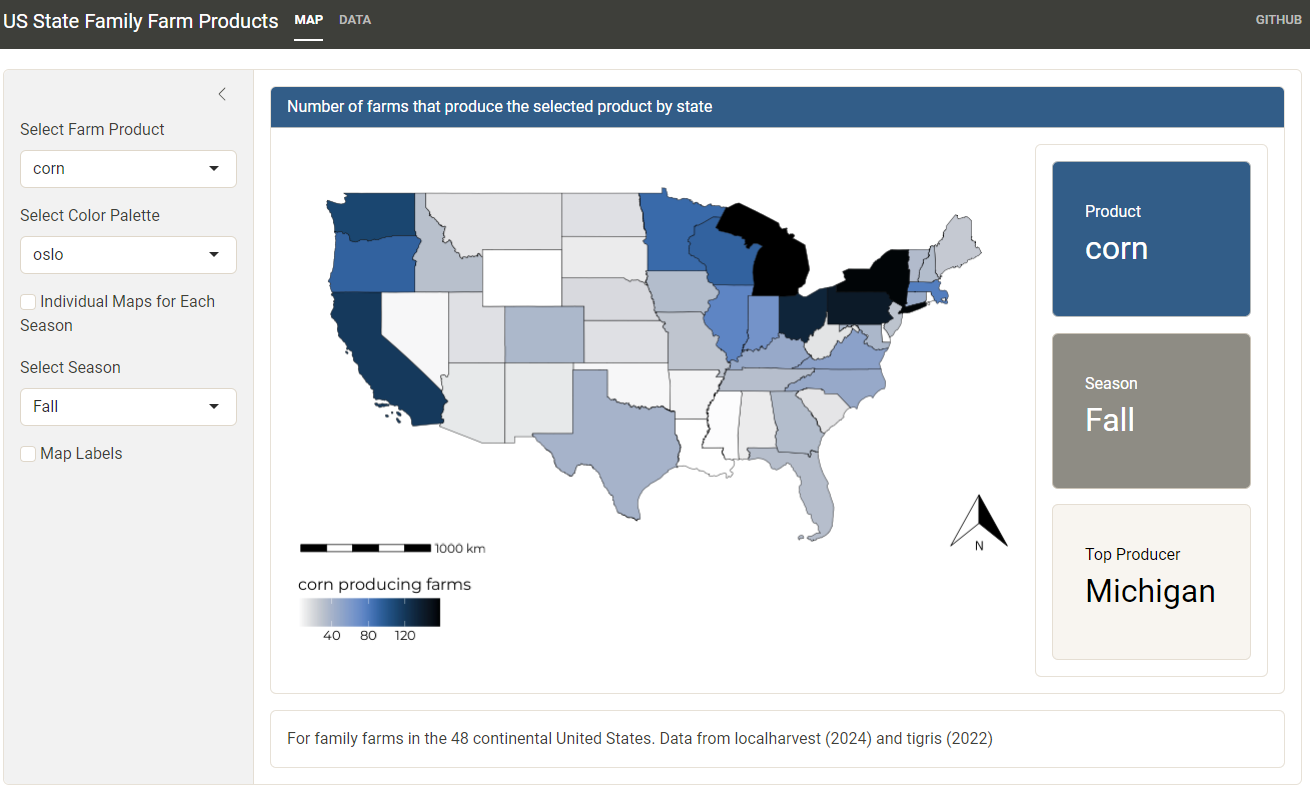 US State Family Farm Products MAP DATA GITHUB
Select Farm Product
corn
Select Color Palette
oslo
Individual Maps for Each
Season
Select Season
Fall
Map Labels
Number of farms that produce the selected product by state
1000 km
corn producing farms
40 80 120
N
Product
corn
Season
Fall
Top Producer
Michigan
For family farms in the 48 continental United States. Data from localharvest (2024) and tigris (2022)